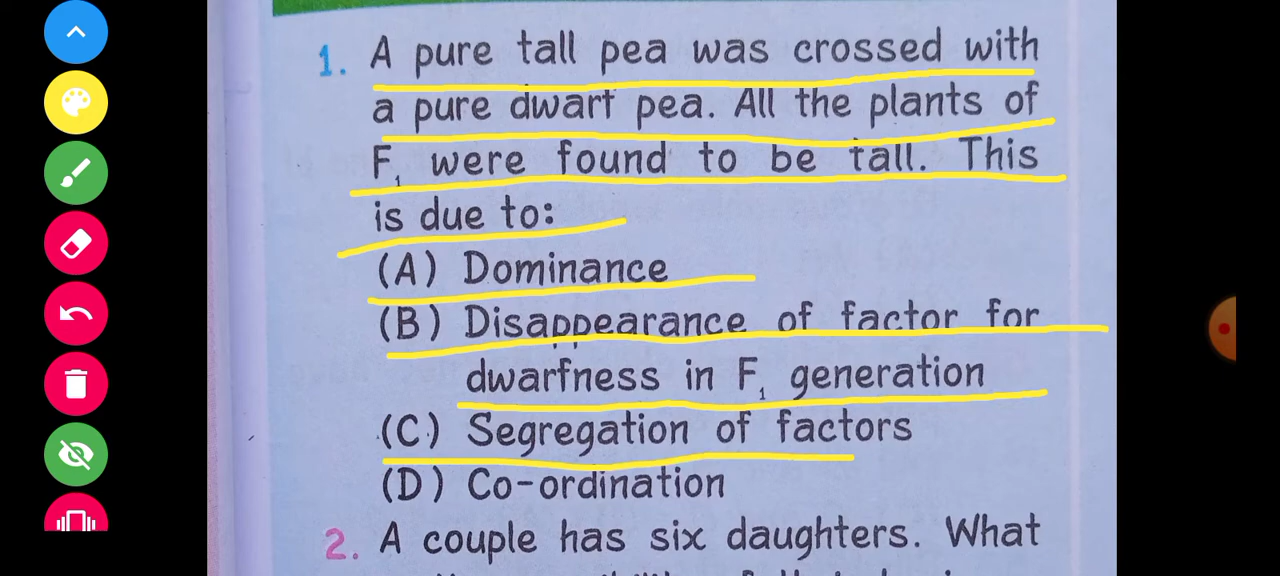 1. A pure tall pea was crossed with
a pure dwarf pea. All the plants of
F₁ were found to be tall. This
is due to:
(A) Dominance
(B) Disappearance of factor for
dwarfness in F₁ generation
(C) Segregation of factors
(D) Co-ordination
2. A couple has six daughters. What